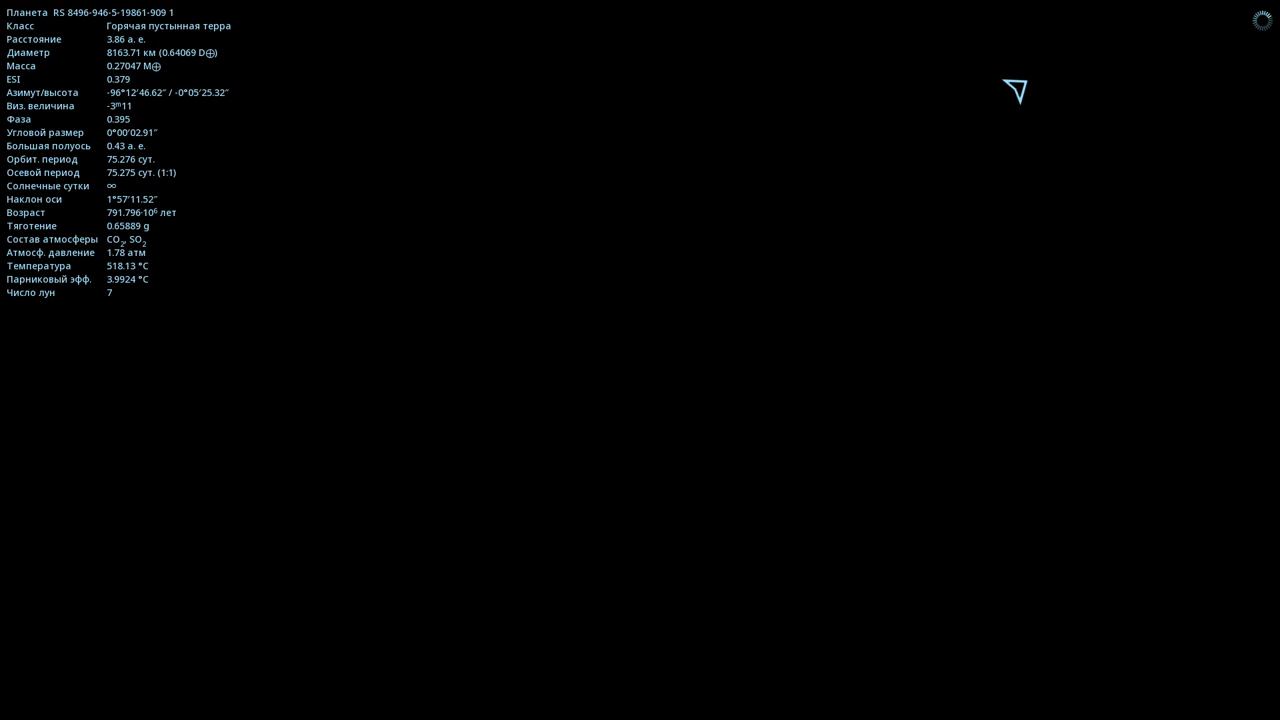 Планета RS 8496-946-5-19861-909 1
Класс Горячая пустынная терра
Расстояние 3.86 а. е.
Диаметр 8163.71 км (0.64069 D⊕)
Масса 0.27047 M⊕
ESI 0.379
Азимут/высота -96°12′46.62″ / -0°05′25.32″
Виз. величина -3ᵐ11
Фаза 0.395
Угловой размер 0°00′02.91″
Большая полуось 0.43 а. е.
Орбит. период 75.276 сут.
Осевой период 75.275 сут. (1:1)
Солнечные сутки ∞
Наклон оси 1°57′11.52″
Возраст 791.796·10⁶ лет
Тяготение 0.65889 g
Состав атмосферы CO₂, SO₂
Атмосф. давление 1.78 атм
Температура 518.13 °C
Парниковый эфф. 3.9924 °C
Число лун 7